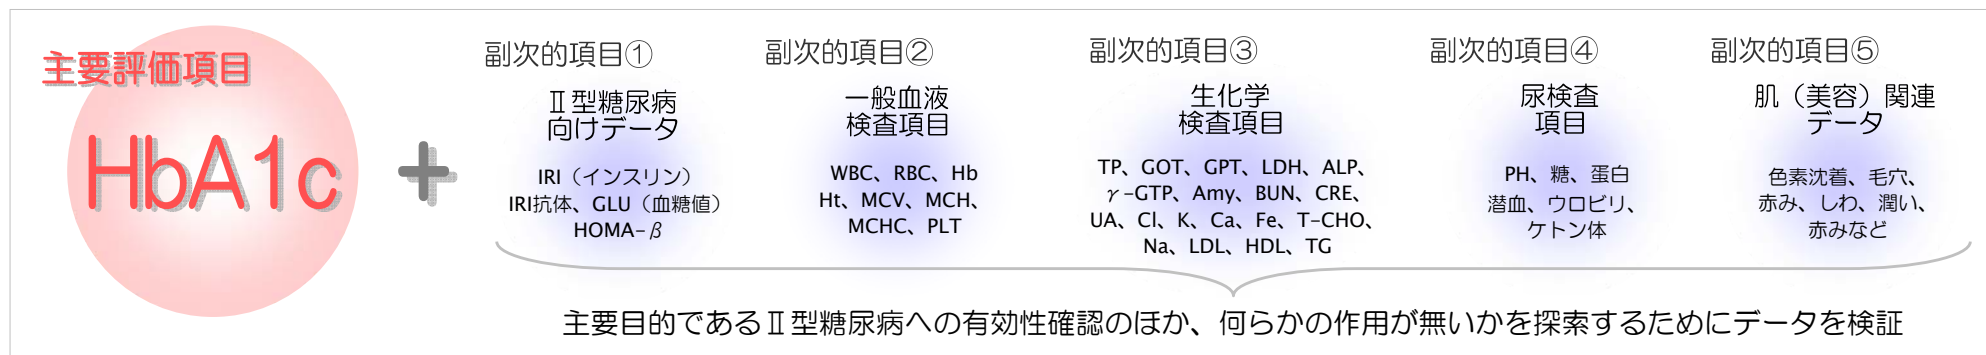 主要評価項目
HbA1c
+
副次的項目①
Ⅱ型糖尿病
向けデータ
IRI（インスリン）
IRI抗体、GLU（血糖値）
HOMA-β
副次的項目②
一般血液
検査項目
WBC、RBC、Hb
Ht、MCV、MCH、
MCHC、PLT
副次的項目③
生化学
検査項目
TP、GOT、GPT、LDH、ALP、
γ-GTP、Amy、BUN、CRE、
UA、Cl、K、Ca、Fe、T-CHO、
Na、LDL、HDL、TG
副次的項目④
尿検査
項目
PH、糖、蛋白
潜血、ウロビリ、
ケトン体
副次的項目⑤
肌（美容）関連
データ
色素沈着、毛穴、
赤み、しわ、潤い、
赤みなど
主要目的であるⅡ型糖尿病への有効性確認のほか、何らかの作用が無いかを探索するためにデータを検証